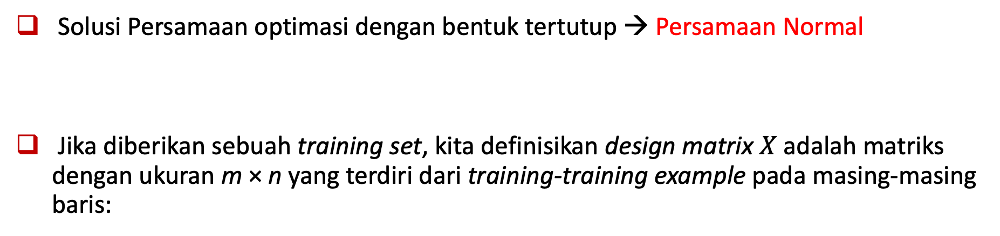 ❑ Solusi Persamaan optimasi dengan bentuk tertutup → Persamaan Normal
❑ Jika diberikan sebuah training set, kita definisikan design matrix X adalah matriks
dengan ukuran m × n yang terdiri dari training-training example pada masing-masing
baris: